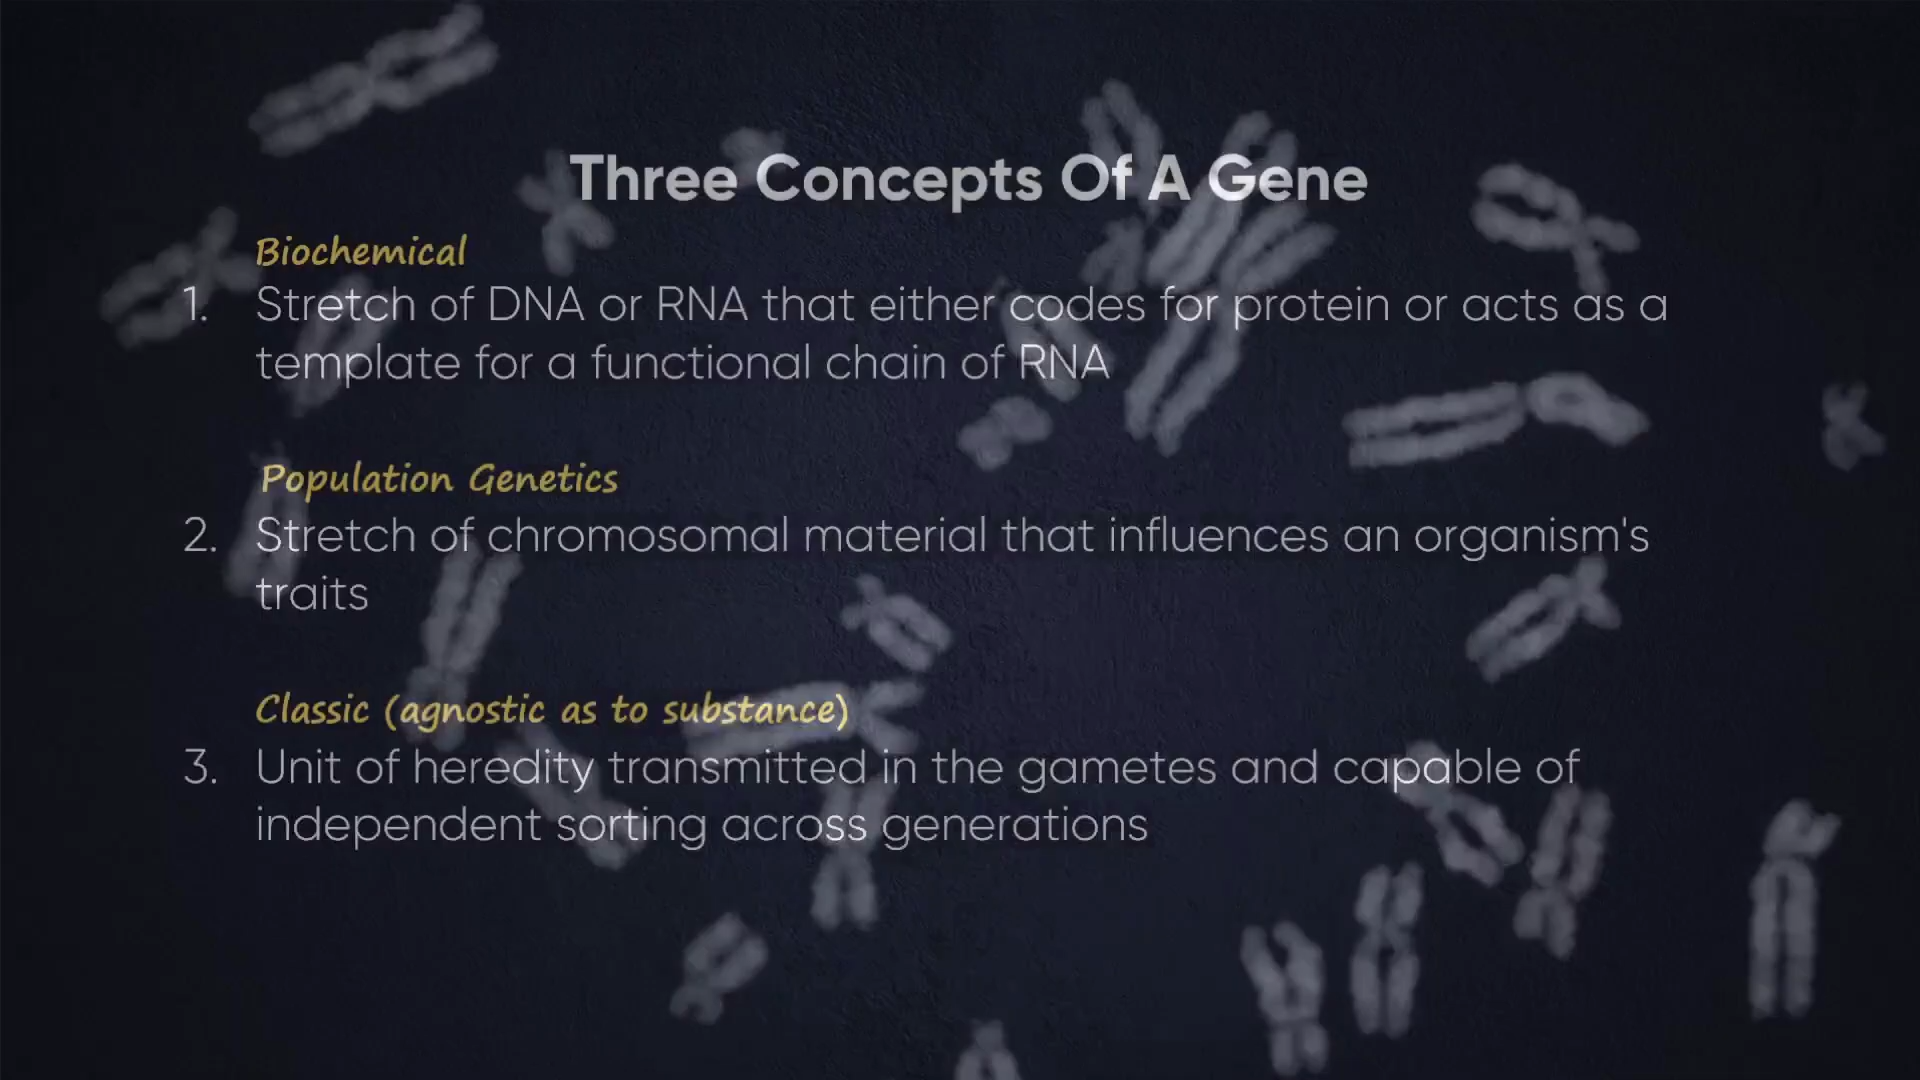 Three Concepts Of A Gene
Biochemical
1. Stretch of DNA or RNA that either codes for protein or acts as a
template for a functional chain of RNA
Population Genetics
2. Stretch of chromosomal material that influences an organism's
traits
Classic (agnostic as to substance)
3. Unit of heredity transmitted in the gametes and capable of
independent sorting across generations